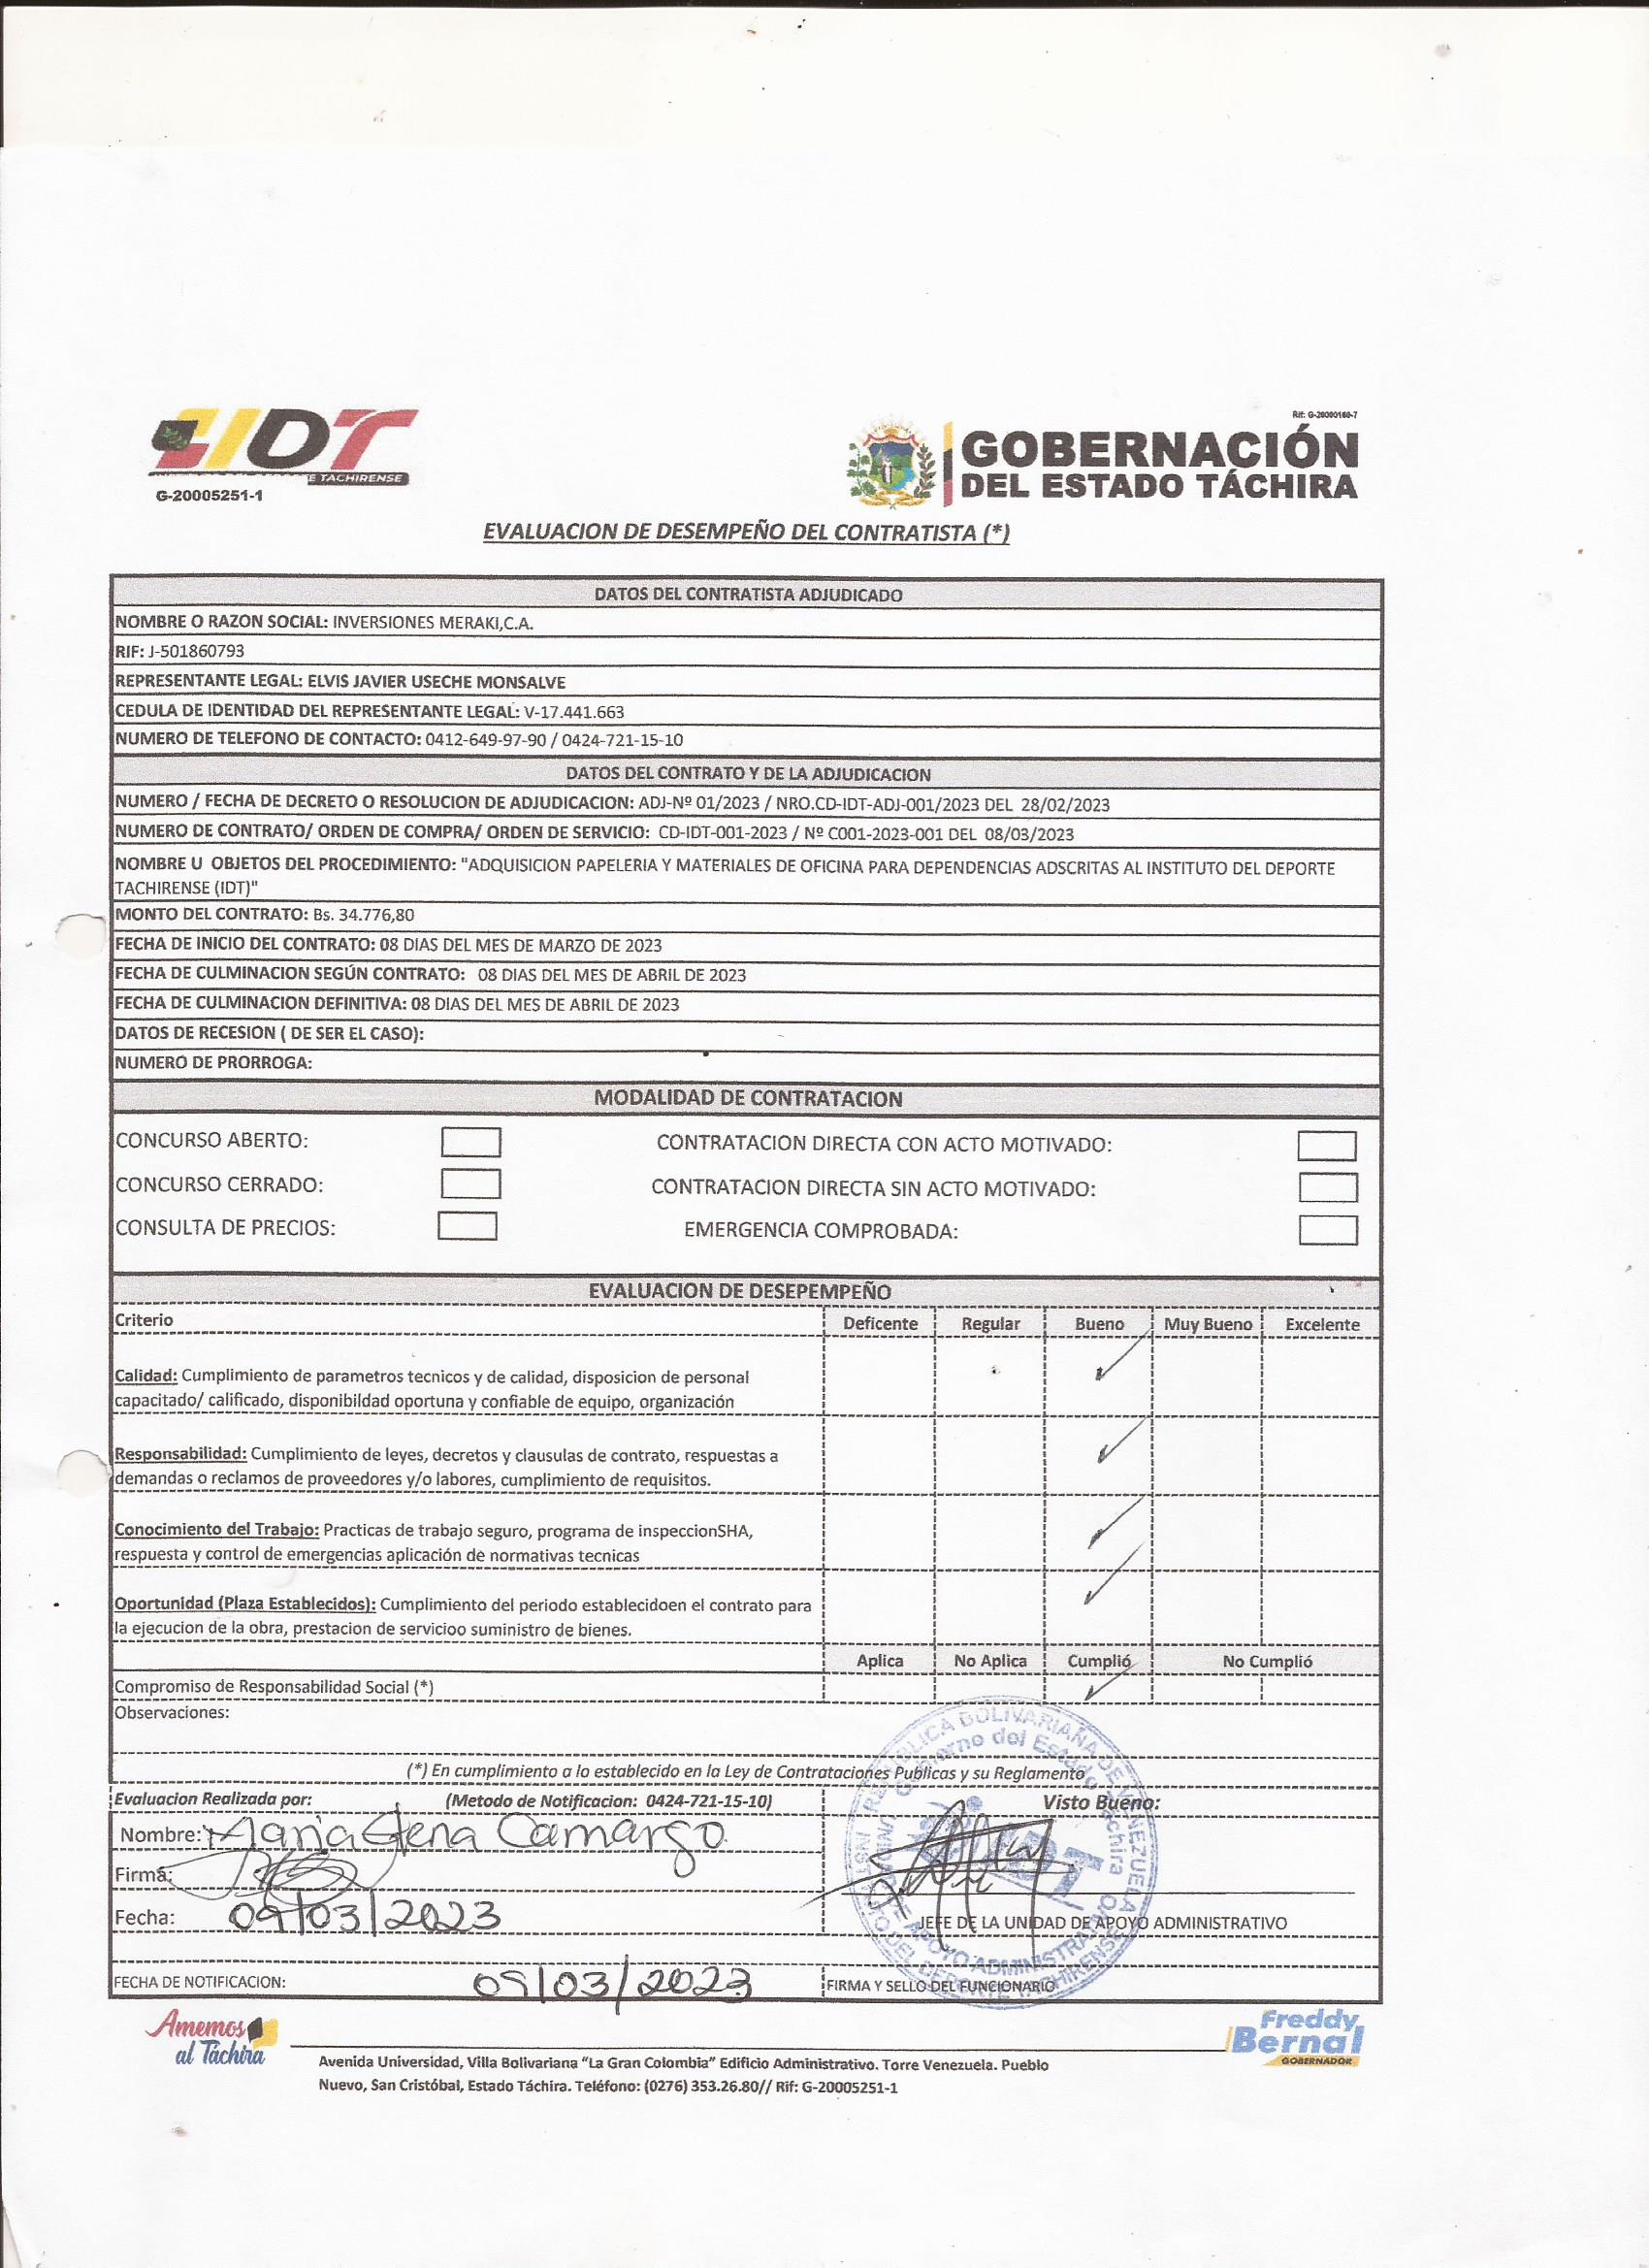 IDT
E TACHIRENSE
G-20005251-1
Rif: G-20000160-7
GOBERNACIÓN
DEL ESTADO TÁCHIRA
EVALUACION DE DESEMPEÑO DEL CONTRATISTA (*)
DATOS DEL CONTRATISTA ADJUDICADO
NOMBRE O RAZON SOCIAL: INVERSIONES MERAKI,C.A.
RIF: J-501860793
REPRESENTANTE LEGAL: ELVIS JAVIER USECHE MONSALVE
CEDULA DE IDENTIDAD DEL REPRESENTANTE LEGAL: V-17.441.663
NUMERO DE TELEFONO DE CONTACTO: 0412-649-97-90 / 0424-721-15-10
DATOS DEL CONTRATO Y DE LA ADJUDICACION
NUMERO / FECHA DE DECRETO O RESOLUCION DE ADJUDICACION: ADJ-Nº 01/2023 / NRO.CD-IDT-ADJ-001/2023 DEL 28/02/2023
NUMERO DE CONTRATO/ ORDEN DE COMPRA/ ORDEN DE SERVICIO: CD-IDT-001-2023 / Nº C001-2023-001 DEL 08/03/2023
NOMBRE U OBJETOS DEL PROCEDIMIENTO: "ADQUISICION PAPELERIA Y MATERIALES DE OFICINA PARA DEPENDENCIAS ADSCRITAS AL INSTITUTO DEL DEPORTE
TACHIRENSE (IDT)"
MONTO DEL CONTRATO: Bs. 34.776,80
FECHA DE INICIO DEL CONTRATO: 08 DIAS DEL MES DE MARZO DE 2023
FECHA DE CULMINACION SEGÚN CONTRATO: 08 DIAS DEL MES DE ABRIL DE 2023
FECHA DE CULMINACION DEFINITIVA: 08 DIAS DEL MES DE ABRIL DE 2023
DATOS DE RECESION ( DE SER EL CASO):
NUMERO DE PRORROGA:
MODALIDAD DE CONTRATACION
CONCURSO ABERTO: CONTRATACION DIRECTA CON ACTO MOTIVADO:
CONCURSO CERRADO: CONTRATACION DIRECTA SIN ACTO MOTIVADO:
CONSULTA DE PRECIOS: EMERGENCIA COMPROBADA:
EVALUACION DE DESEPEMPEÑO
Criterio Deficente Regular Bueno Muy Bueno Excelente
Calidad: Cumplimiento de parametros tecnicos y de calidad, disposicion de personal
capacitado/ calificado, disponibildad oportuna y confiable de equipo, organización
Responsabilidad: Cumplimiento de leyes, decretos y clausulas de contrato, respuestas a
demandas o reclamos de proveedores y/o labores, cumplimiento de requisitos.
Conocimiento del Trabajo: Practicas de trabajo seguro, programa de inspeccionSHA,
respuesta y control de emergencias aplicación de normativas tecnicas
Oportunidad (Plaza Establecidos): Cumplimiento del periodo establecidoen el contrato para
la ejecucion de la obra, prestacion de servicioo suministro de bienes.
Aplica No Aplica Cumplió No Cumplió
Compromiso de Responsabilidad Social (*)
Observaciones:
(*) En cumplimiento a lo establecido en la Ley de Contrataciones Publicas y su Reglamento
Evaluacion Realizada por: (Metodo de Notificacion: 0424-721-15-10) Visto Bueno:
Nombre: Maria Elena Camargo
Firma:
Fecha: 09/03/2023
JEFE DE LA UNIDAD DE APOYO ADMINISTRATIVO
REPUBLICA BOLIVARIANA DE VENEZUELA
Gobierno del Estado Táchira
IDT
UNIDAD DE APOYO ADMINISTRATIVO
INSTITUTO DEL DEPORTE TACHIRENSE
FECHA DE NOTIFICACION: 09/03/2023 FIRMA Y SELLO DEL FUNCIONARIO
Amemos
al Táchira
Freddy
Bernal
GOBERNADOR
Avenida Universidad, Villa Bolivariana “La Gran Colombia” Edificio Administrativo. Torre Venezuela. Pueblo
Nuevo, San Cristóbal, Estado Táchira. Teléfono: (0276) 353.26.80// Rif: G-20005251-1